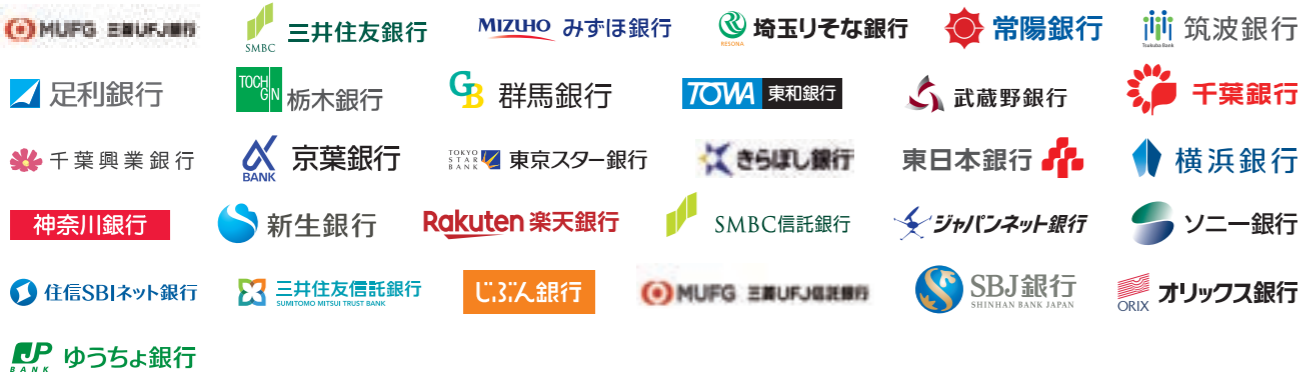 MUFG 三菱UFJ銀行
SMBC 三井住友銀行
MIZUHO みずほ銀行
RESONA 埼玉りそな銀行
常陽銀行
Tsukuba Bank 筑波銀行
足利銀行
TOCHGIN 栃木銀行
GB 群馬銀行
TOWA 東和銀行
武蔵野銀行
千葉銀行
千葉興業銀行
BANK 京葉銀行
TOKYO STAR BANK 東京スター銀行
きらぼし銀行
東日本銀行
横浜銀行
神奈川銀行
新生銀行
Rakuten 楽天銀行
SMBC信託銀行
ジャパンネット銀行
ソニー銀行
住信SBIネット銀行
三井住友信託銀行
SUMITOMO MITSUI TRUST BANK
じぶん銀行
MUFG 三菱UFJ信託銀行
SBJ銀行
SHINHAN BANK JAPAN
ORIX オリックス銀行
JP BANK ゆうちょ銀行